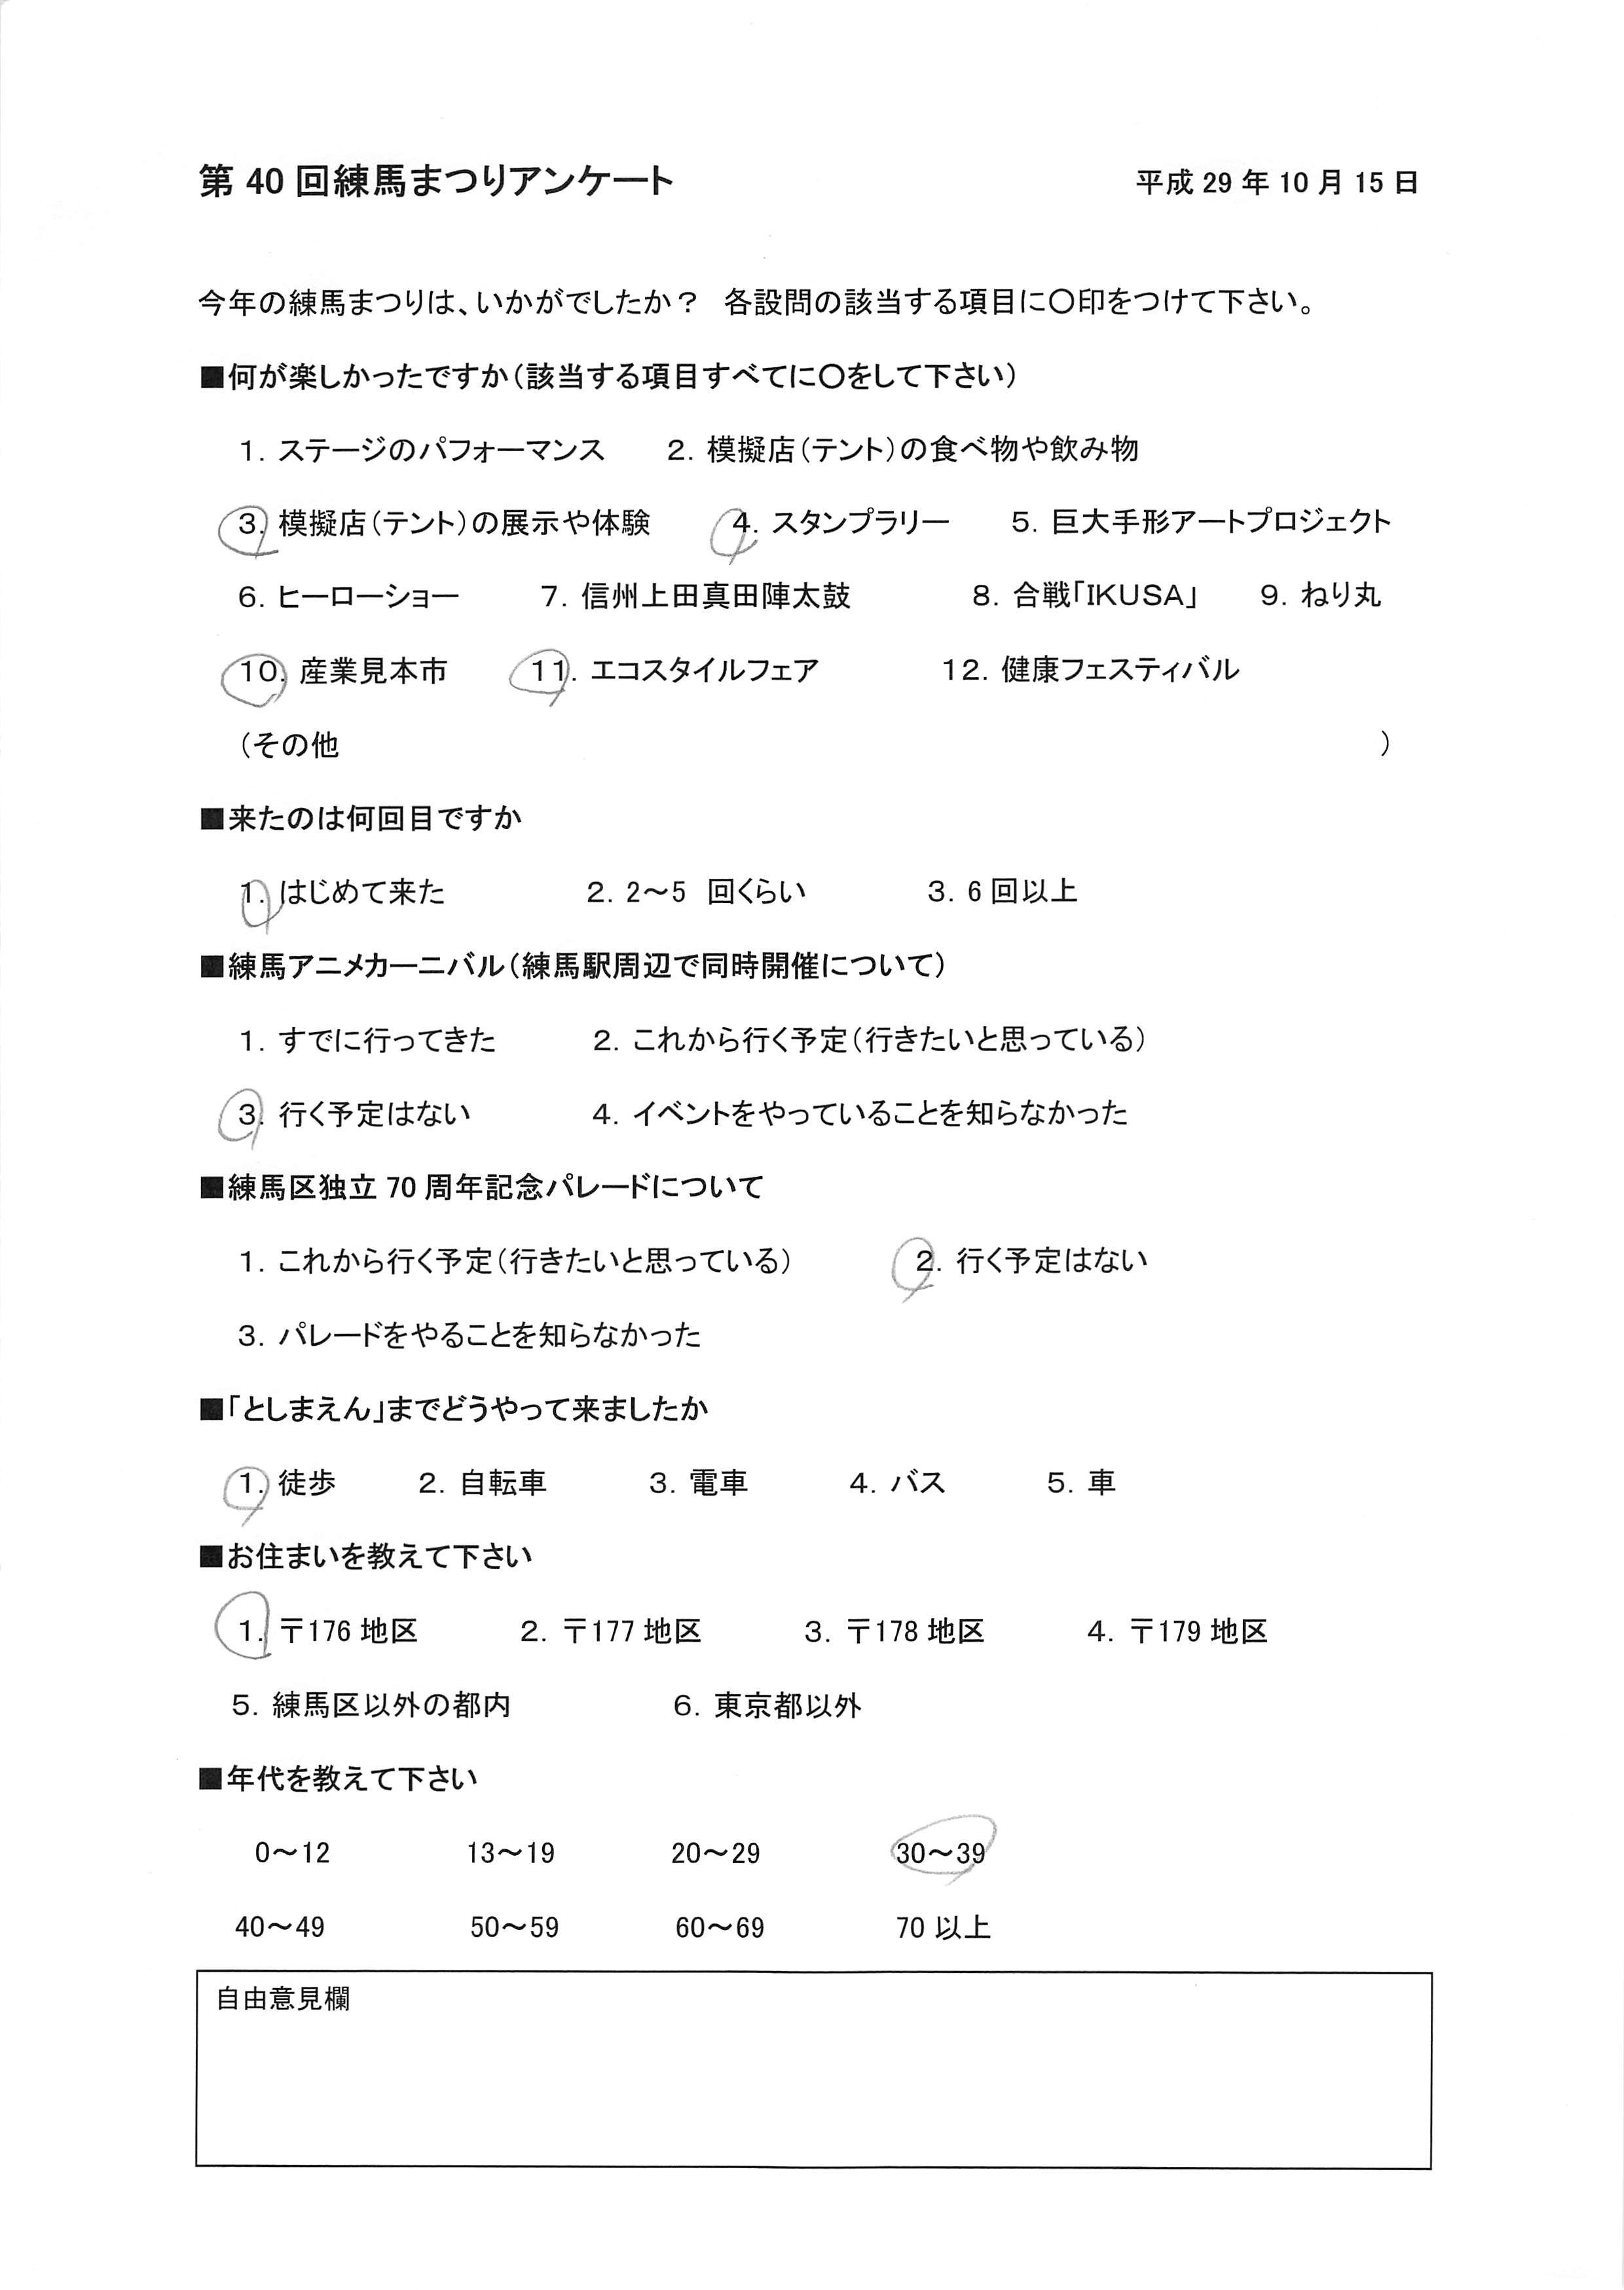 第 40 回練馬まつりアンケート　平成 29 年 10 月 15 日
今年の練馬まつりは、いかがでしたか？　各設問の該当する項目に〇印をつけて下さい。
■何が楽しかったですか（該当する項目すべてに〇をして下さい）
1. ステージのパフォーマンス　2. 模擬店（テント）の食べ物や飲み物
3. 模擬店（テント）の展示や体験　4. スタンプラリー　5. 巨大手形アートプロジェクト
6. ヒーローショー　7. 信州上田真田陣太鼓　8. 合戦「IKUSA」　9. ねり丸
10. 産業見本市　11. エコスタイルフェア　12. 健康フェスティバル
（その他　）
■来たのは何回目ですか
1. はじめて来た　2. 2～5 回くらい　3. 6 回以上
■練馬アニメカーニバル（練馬駅周辺で同時開催について）
1. すでに行ってきた　2. これから行く予定（行きたいと思っている）
3. 行く予定はない　4. イベントをやっていることを知らなかった
■練馬区独立 70 周年記念パレードについて
1. これから行く予定（行きたいと思っている）　2. 行く予定はない
3. パレードをやることを知らなかった
■「としまえん」までどうやって来ましたか
1. 徒歩　2. 自転車　3. 電車　4. バス　5. 車
■お住まいを教えて下さい
1. 〒176 地区　2. 〒177 地区　3. 〒178 地区　4. 〒179 地区
5. 練馬区以外の都内　6. 東京都以外
■年代を教えて下さい
0～12　13～19　20～29　30～39
40～49　50～59　60～69　70 以上
自由意見欄